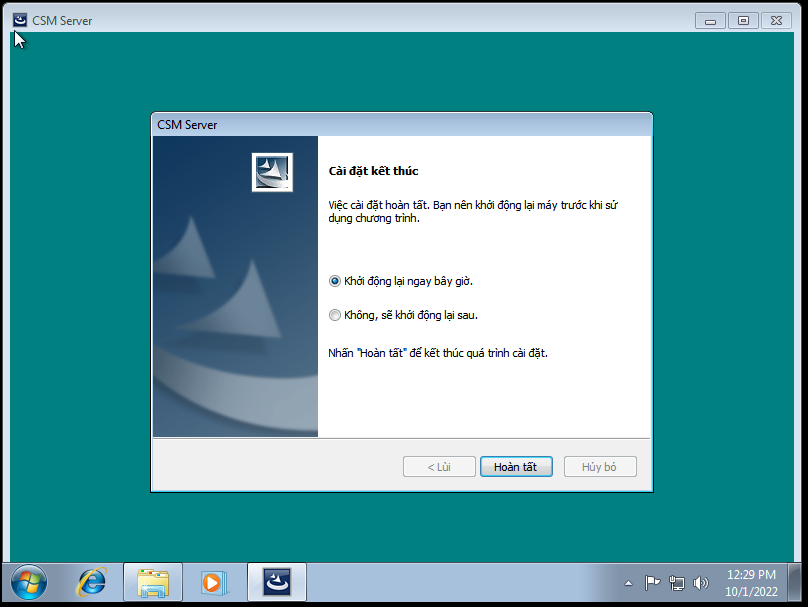 CSM Server
CSM Server
Cài đặt kết thúc
Việc cài đặt hoàn tất. Bạn nên khởi động lại máy trước khi sử
dụng chương trình.
Khởi động lại ngay bây giờ.
Không, sẽ khởi động lại sau.
Nhấn "Hoàn tất" để kết thúc quá trình cài đặt.
< Lùi
Hoàn tất
Hủy bỏ
12:29 PM
10/1/2022